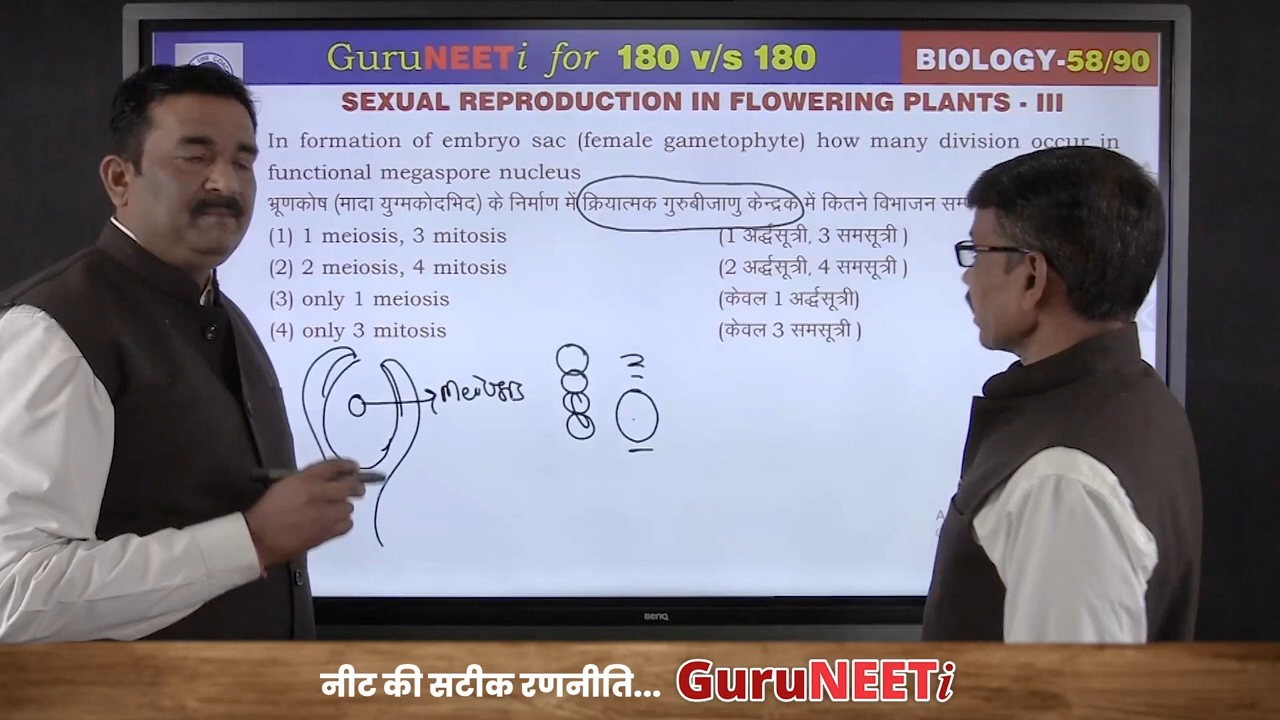 GuruNEETi for 180 v/s 180
BIOLOGY-58/90
SEXUAL REPRODUCTION IN FLOWERING PLANTS - III
In formation of embryo sac (female gametophyte) how many division occur in
functional megaspore nucleus
भ्रूणकोष (मादा युग्मकोदभिद) के निर्माण में क्रियात्मक गुरुबीजाणु केन्द्रक में कितने विभाजन
(1) 1 meiosis, 3 mitosis (1 अर्द्धसूत्री, 3 समसूत्री )
(2) 2 meiosis, 4 mitosis (2 अर्द्धसूत्री, 4 समसूत्री )
(3) only 1 meiosis (केवल 1 अर्द्धसूत्री)
(4) only 3 mitosis (केवल 3 समसूत्री )
BenQ
नीट की सटीक रणनीति... GuruNEETi